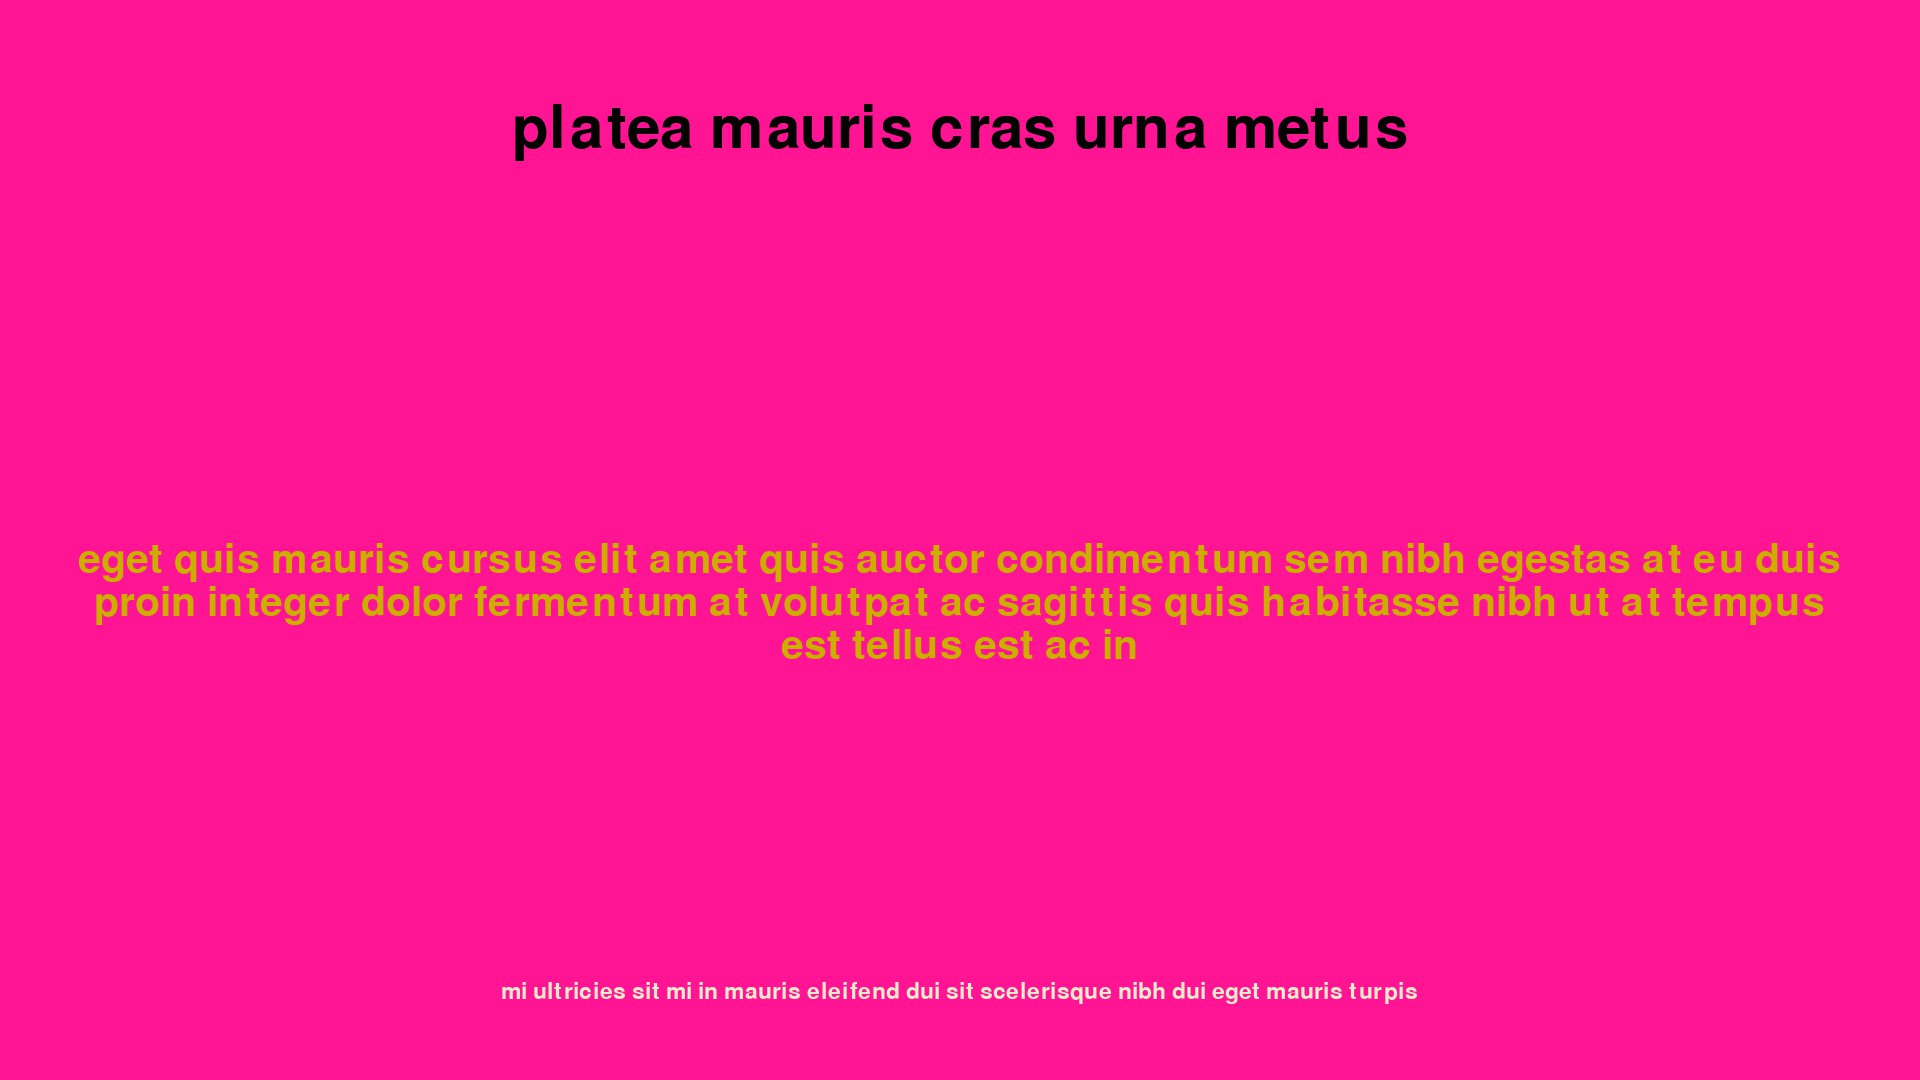 platea mauris cras urna metus
eget quis mauris cursus elit amet quis auctor condimentum sem nibh egestas at eu duis
proin integer dolor fermentum at volutpat ac sagittis quis habitasse nibh ut at tempus
est tellus est ac in
mi ultricies sit mi in mauris eleifend dui sit scelerisque nibh dui eget mauris turpis